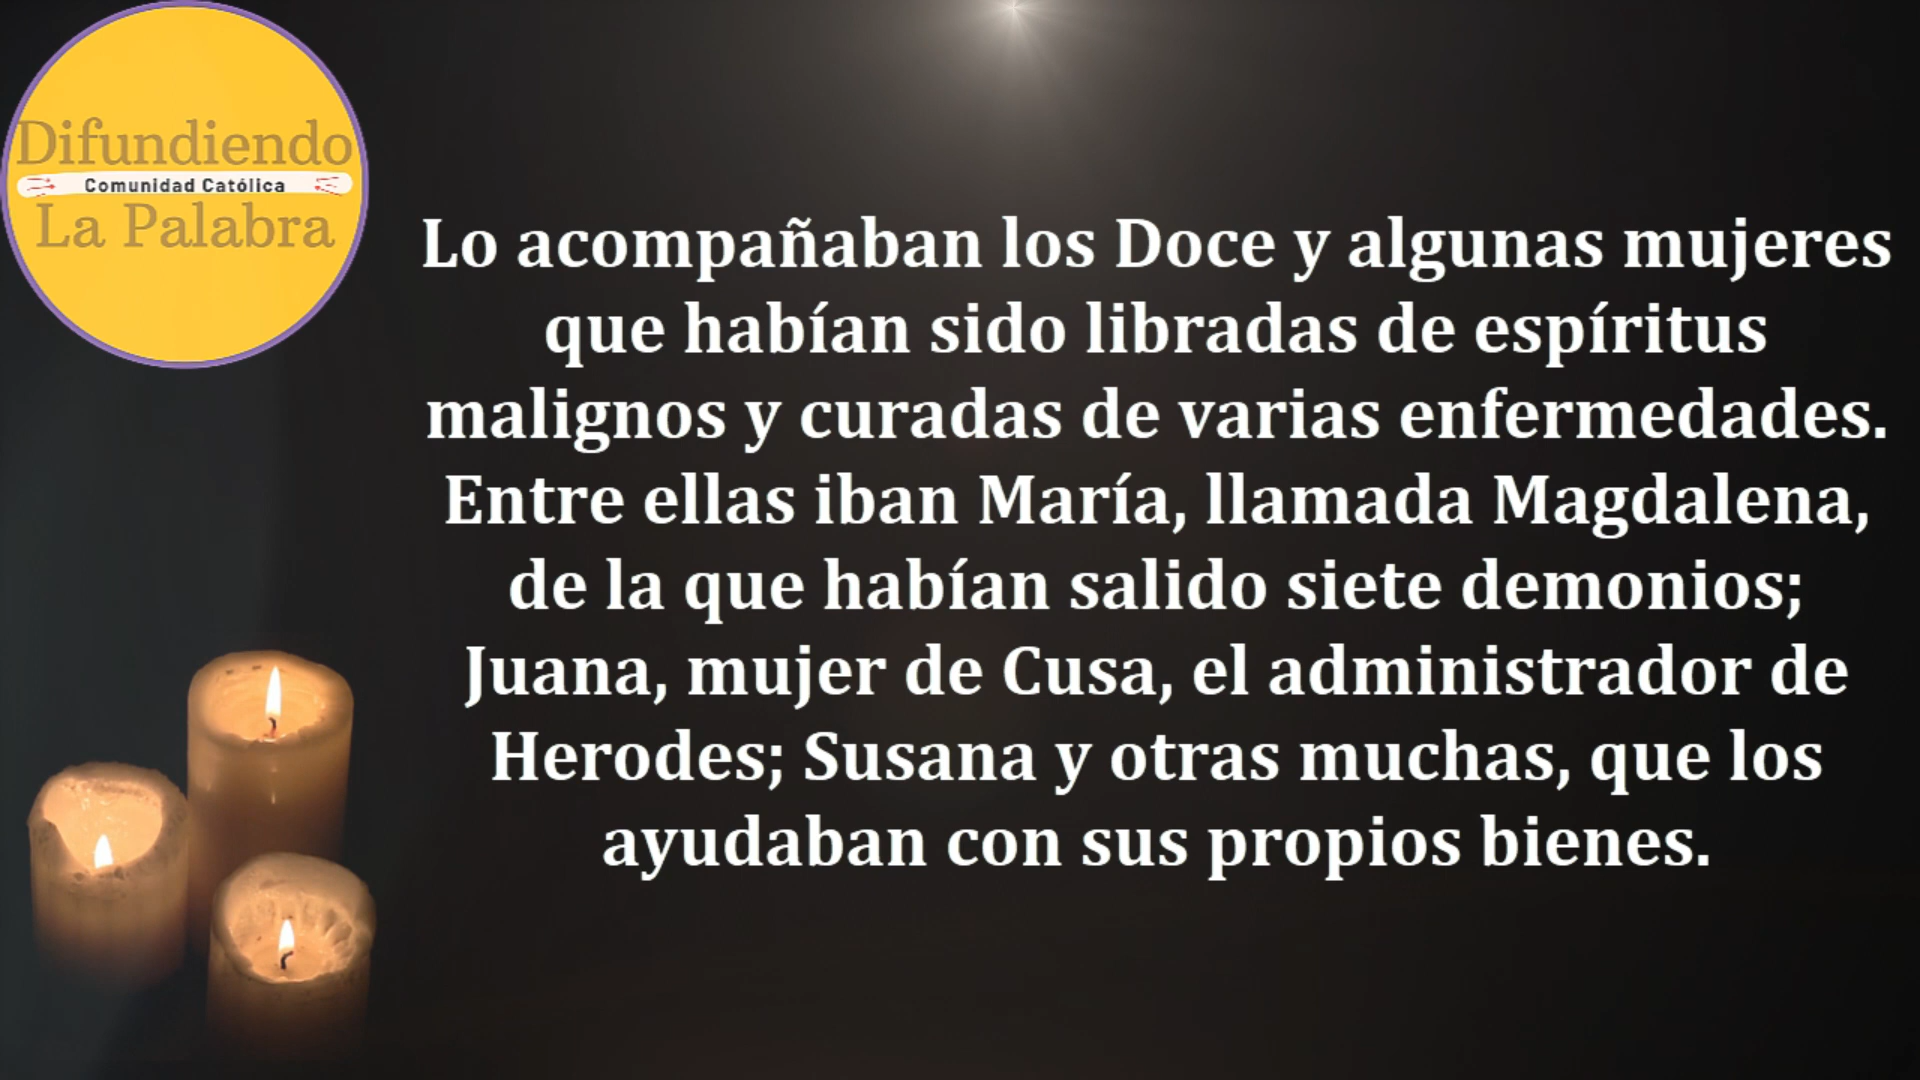 Difundiendo
Comunidad Católica
La Palabra
Lo acompañaban los Doce y algunas mujeres
que habían sido libradas de espíritus
malignos y curadas de varias enfermedades.
Entre ellas iban María, llamada Magdalena,
de la que habían salido siete demonios;
Juana, mujer de Cusa, el administrador de
Herodes; Susana y otras muchas, que los
ayudaban con sus propios bienes.